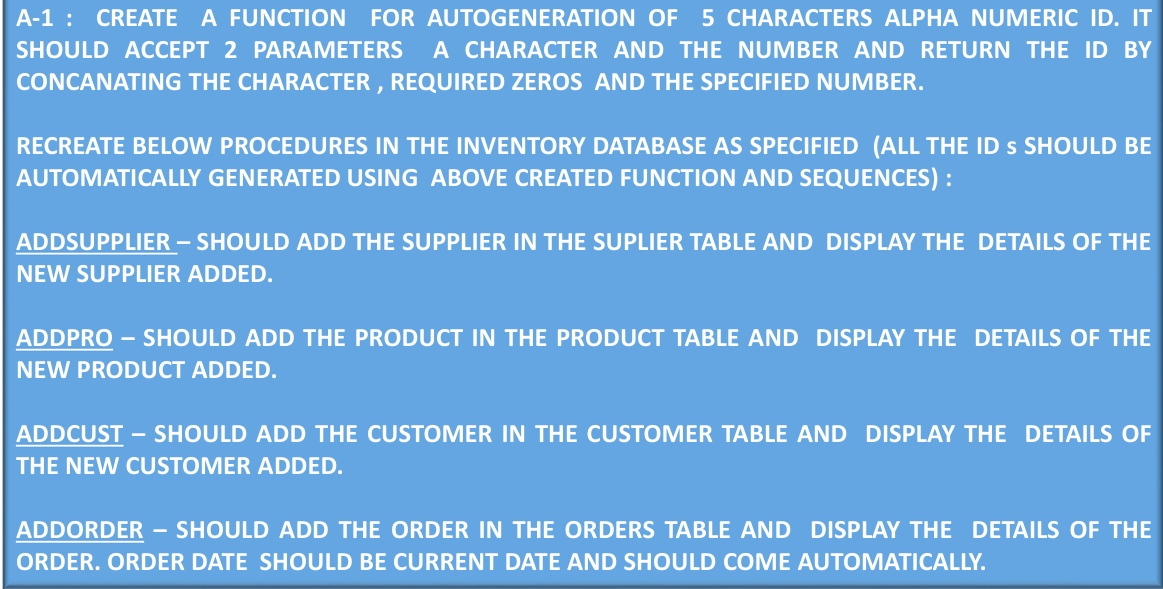 A-1 : CREATE A FUNCTION FOR AUTOGENERATION OF 5 CHARACTERS ALPHA NUMERIC ID. IT
SHOULD ACCEPT 2 PARAMETERS A CHARACTER AND THE NUMBER AND RETURN THE ID BY
CONCANATING THE CHARACTER , REQUIRED ZEROS AND THE SPECIFIED NUMBER.
RECREATE BELOW PROCEDURES IN THE INVENTORY DATABASE AS SPECIFIED (ALL THE ID s SHOULD BE
AUTOMATICALLY GENERATED USING ABOVE CREATED FUNCTION AND SEQUENCES) :
ADDSUPPLIER – SHOULD ADD THE SUPPLIER IN THE SUPLIER TABLE AND DISPLAY THE DETAILS OF THE
NEW SUPPLIER ADDED.
ADDPRO – SHOULD ADD THE PRODUCT IN THE PRODUCT TABLE AND DISPLAY THE DETAILS OF THE
NEW PRODUCT ADDED.
ADDCUST – SHOULD ADD THE CUSTOMER IN THE CUSTOMER TABLE AND DISPLAY THE DETAILS OF
THE NEW CUSTOMER ADDED.
ADDORDER – SHOULD ADD THE ORDER IN THE ORDERS TABLE AND DISPLAY THE DETAILS OF THE
ORDER. ORDER DATE SHOULD BE CURRENT DATE AND SHOULD COME AUTOMATICALLY.